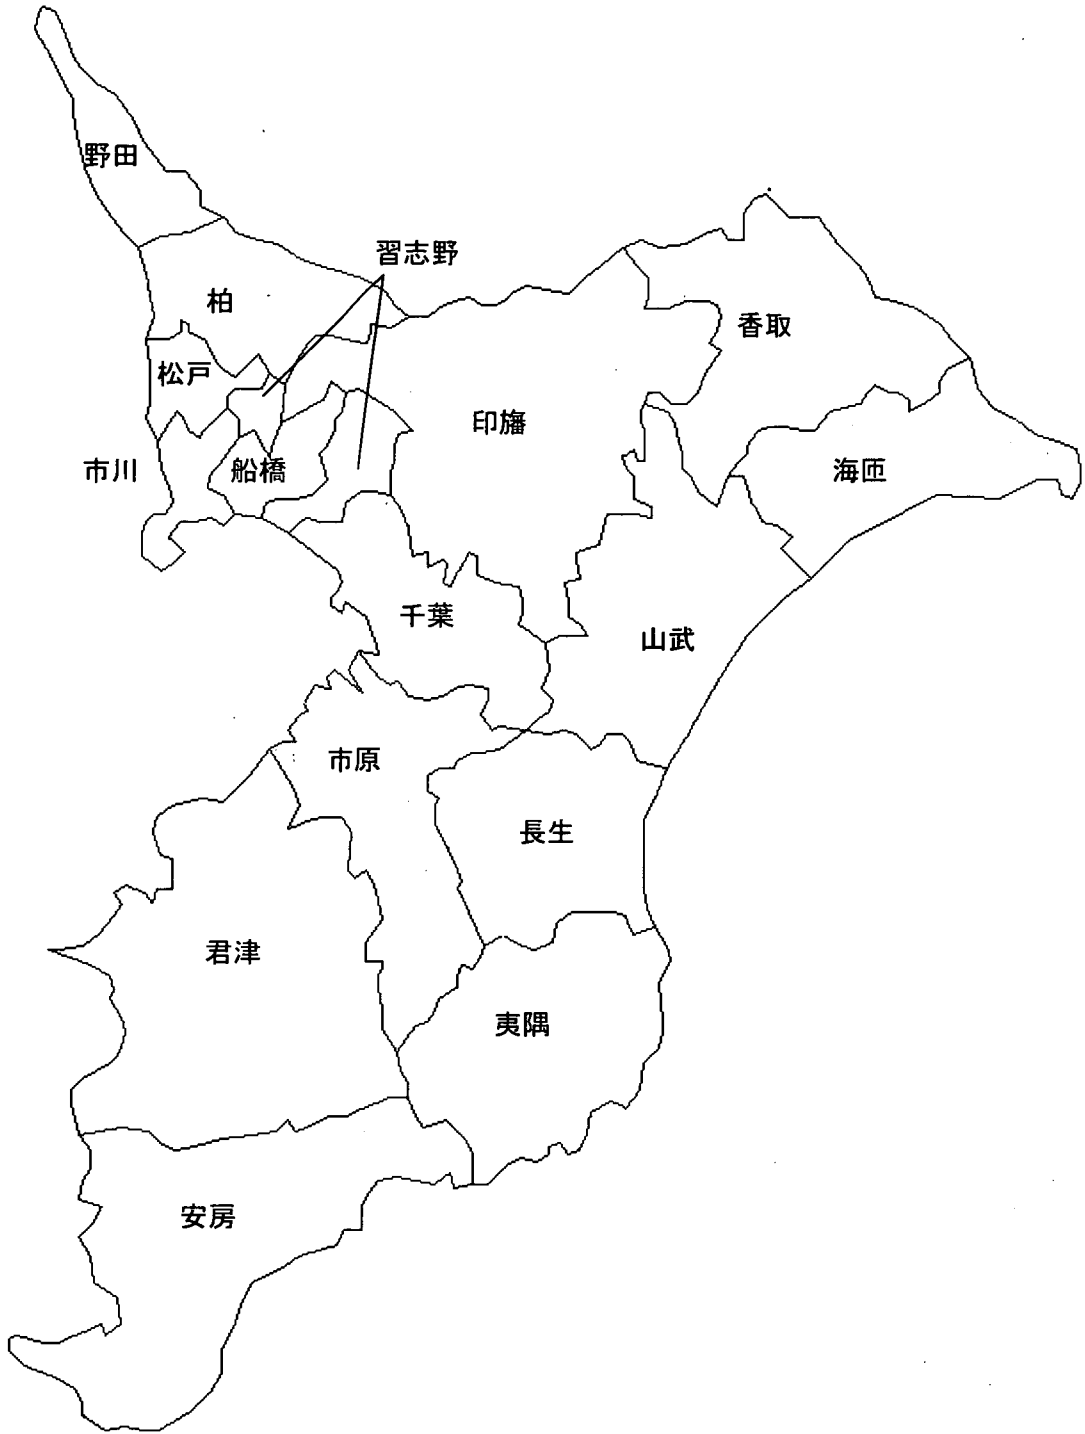 野田
習志野
柏
香取
松戸
印旛
市川
船橋
海匝
千葉
山武
市原
長生
君津
夷隅
安房